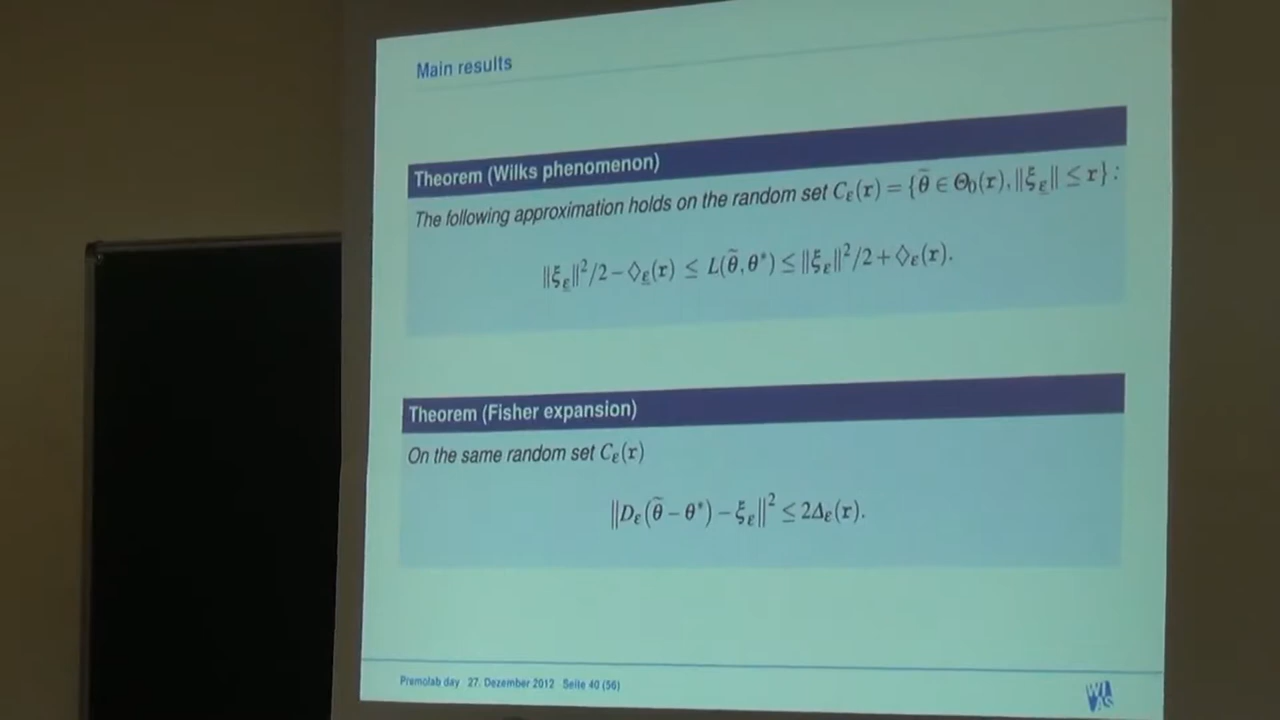 Main results
Theorem (Wilks phenomenon)
The following approximation holds on the random set C_ε(r) = {θ̃ ∈ Θ₀(r), ‖ξ_ε̲‖ ≤ r} :
‖ξ_ε̲‖²/2 − ◊_ε̲(r) ≤ L(θ̃, θ*) ≤ ‖ξ_ε‖²/2 + ◊_ε(r).
Theorem (Fisher expansion)
On the same random set C_ε(r)
‖D_ε(θ̃ − θ*) − ξ_ε‖² ≤ 2Δ_ε(r).
Premolab day 27. Dezember 2012 Seite 40 (56)